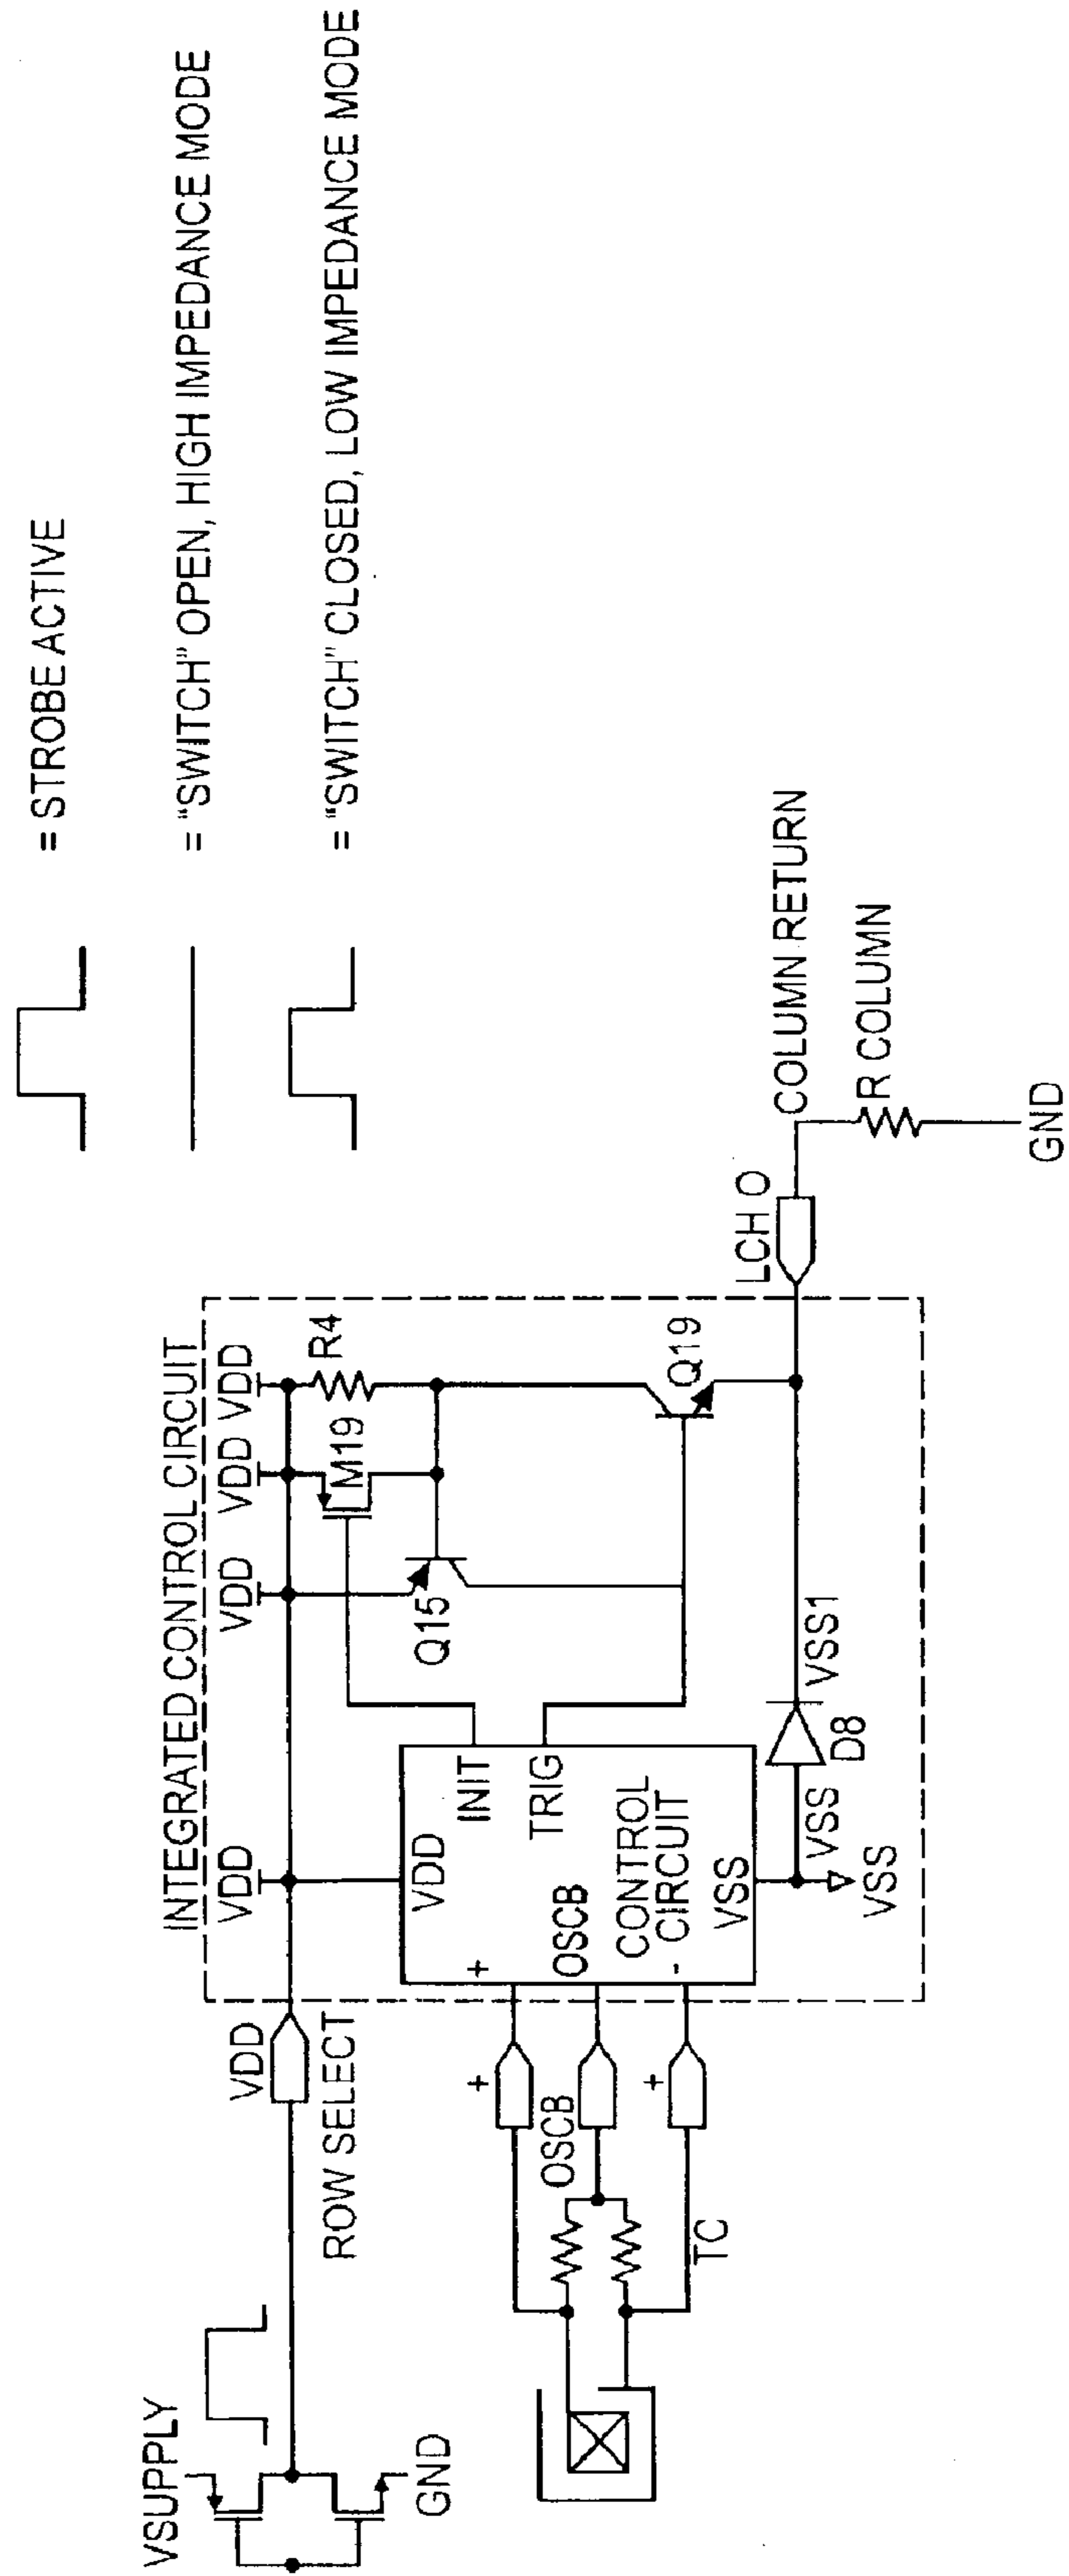 = STROBE ACTIVE
= "SWITCH" OPEN, HIGH IMPEDANCE MODE
= "SWITCH" CLOSED, LOW IMPEDANCE MODE
INTEGRATED CONTROL CIRCUIT
VSUPPLY
GND
VDD
ROW SELECT
VDD
VDD
VDD
VDD
R4
M19
Q15
Q19
VDD
INIT
TRIG
+
OSCB
-
CONTROL
CIRCUIT
VSS
+
OSCB
+
TC
VSS
VSS
D8
VSS1
LCH O
COLUMN RETURN
R COLUMN
GND